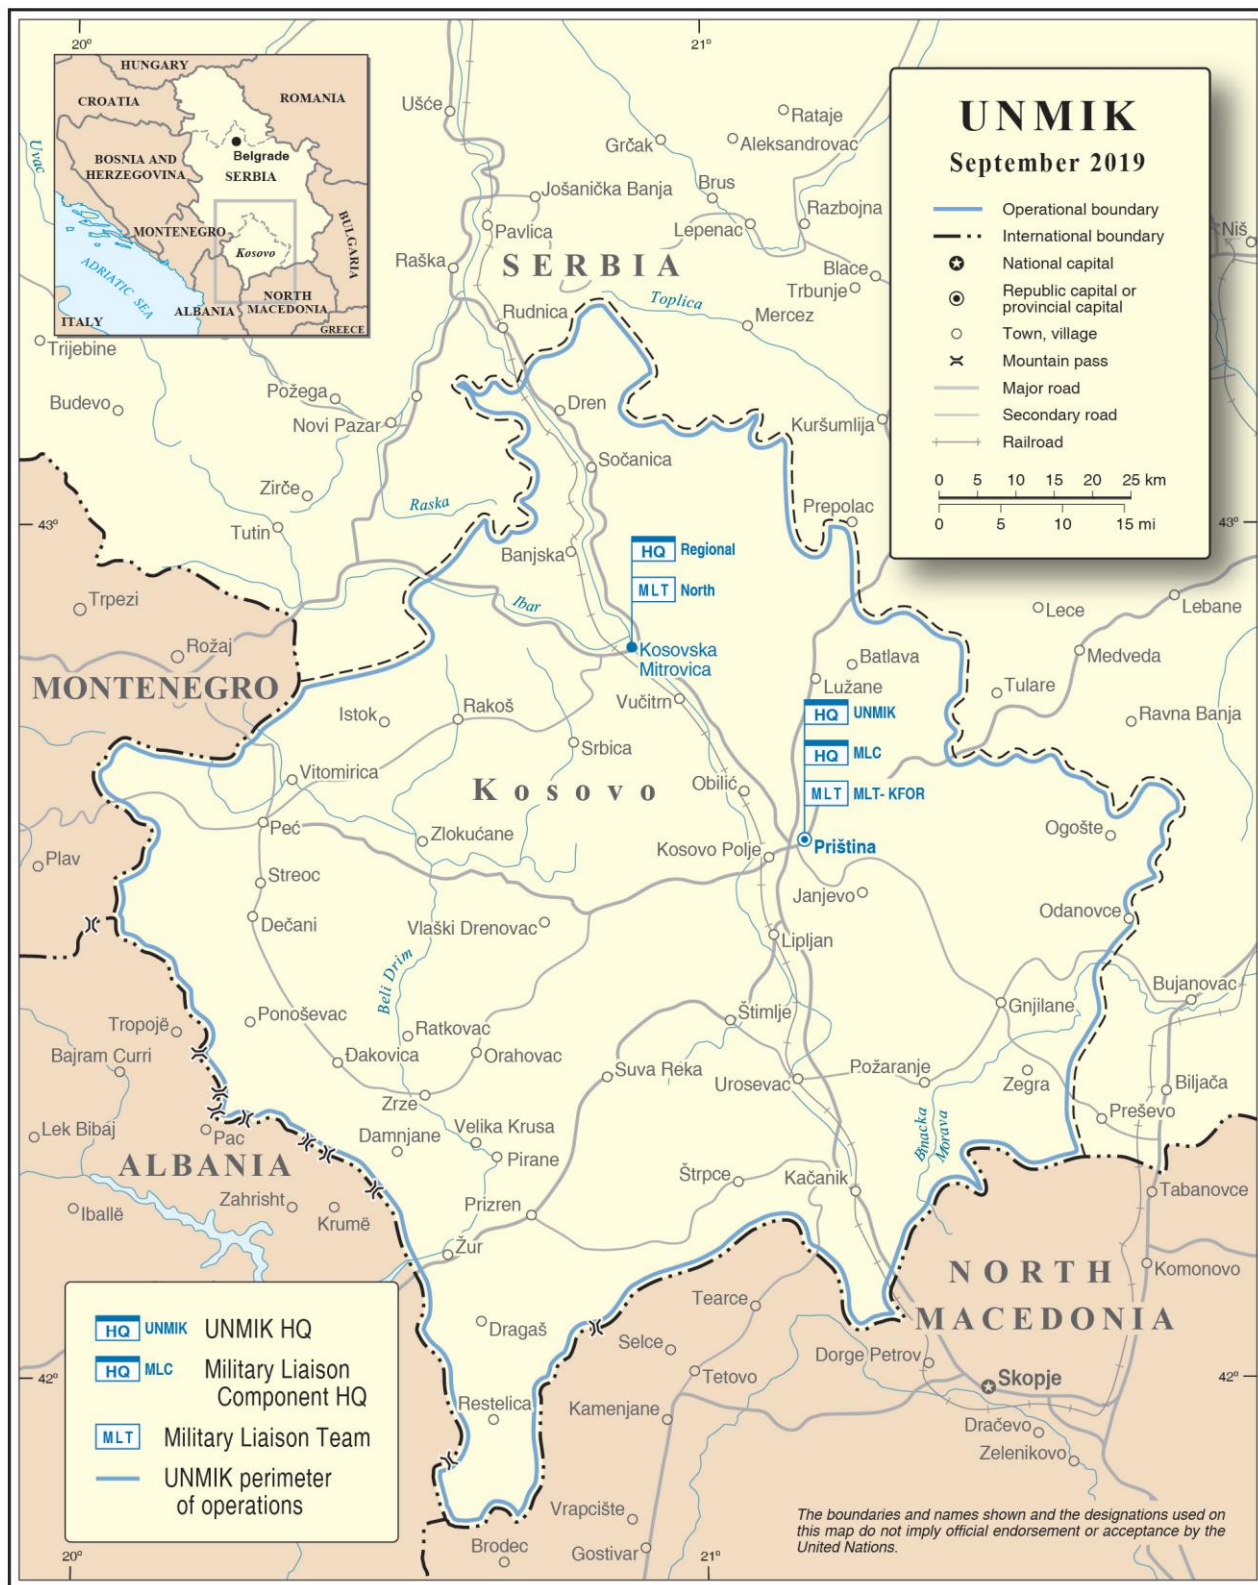 20°
21°
HUNGARY
CROATIA
ROMANIA
BOSNIA AND
HERZEGOVINA
Belgrade
SERBIA
MONTENEGRO
Kosovo
BULGARIA
ADRIATIC SEA
ALBANIA
NORTH
MACEDONIA
ITALY
GREECE
UNMIK
September 2019
Operational boundary
International boundary
National capital
Republic capital or
provincial capital
Town, village
Mountain pass
Major road
Secondary road
Railroad
0 5 10 15 20 25 km
0 5 10 15 mi
Uvac
Ušće
Rataje
Grčak
Aleksandrovac
Jošanička Banja
Brus
Razbojna
Pavlica
Lepenac
Niš
Raška
SERBIA
Blace
Trbunje
Toplica
Rudnica
Mercez
Trijebine
Požega
Budevo
Dren
Novi Pazar
Kuršumlija
Sočanica
Zirče
Raska
Prepolac
43°
43°
Tutin
Banjska
HQ Regional
MLT North
Ibar
Trpezi
Lece
Lebane
Rožaj
Kosovska
Mitrovica
Batlava
Medveda
MONTENEGRO
Lužane
Tulare
Vučitrn
Istok
Rakoš
HQ UNMIK
Ravna Banja
Srbica
HQ MLC
Vitomirica
Kosovo
Obilić
MLT MLT- KFOR
Peć
Zlokućane
Ogošte
Priština
Kosovo Polje
Plav
Streoc
Janjevo
Dečani
Vlaški Drenovac
Odanovce
Lipljan
Beli Drim
Bujanovac
Ponoševac
Štimlje
Gnjilane
Tropojë
Ratkovac
Bajram Curri
Đakovica
Orahovac
Suva Reka
Urosevac
Požaranje
Zegra
Biljača
Zrze
Preševo
Lek Bibaj
Pac
Damnjane
Velika Krusa
Binacka
Morava
ALBANIA
Pirane
Štrpce
Kačanik
Zahrisht
Tabanovce
Iballë
Krumë
Prizren
Žur
NORTH
MACEDONIA
Komonovo
Tearce
HQ UNMIK UNMIK HQ
HQ MLC Military Liaison
Component HQ
MLT Military Liaison Team
UNMIK perimeter
of operations
Dragaš
Selce
Dorge Petrov
42°
42°
Tetovo
Skopje
Restelica
Kamenjane
Dračevo
Zelenikovo
Vrapcište
Brodec
Gostivar
The boundaries and names shown and the designations used on
this map do not imply official endorsement or acceptance by the
United Nations.
20°
21°